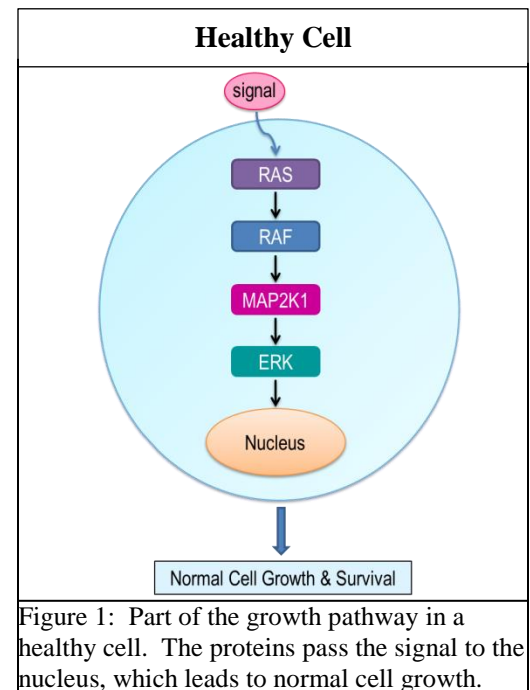 Healthy Cell
signal
RAS
RAF
MAP2K1
ERK
Nucleus
Normal Cell Growth & Survival
Figure 1: Part of the growth pathway in a
healthy cell. The proteins pass the signal to the
nucleus, which leads to normal cell growth.